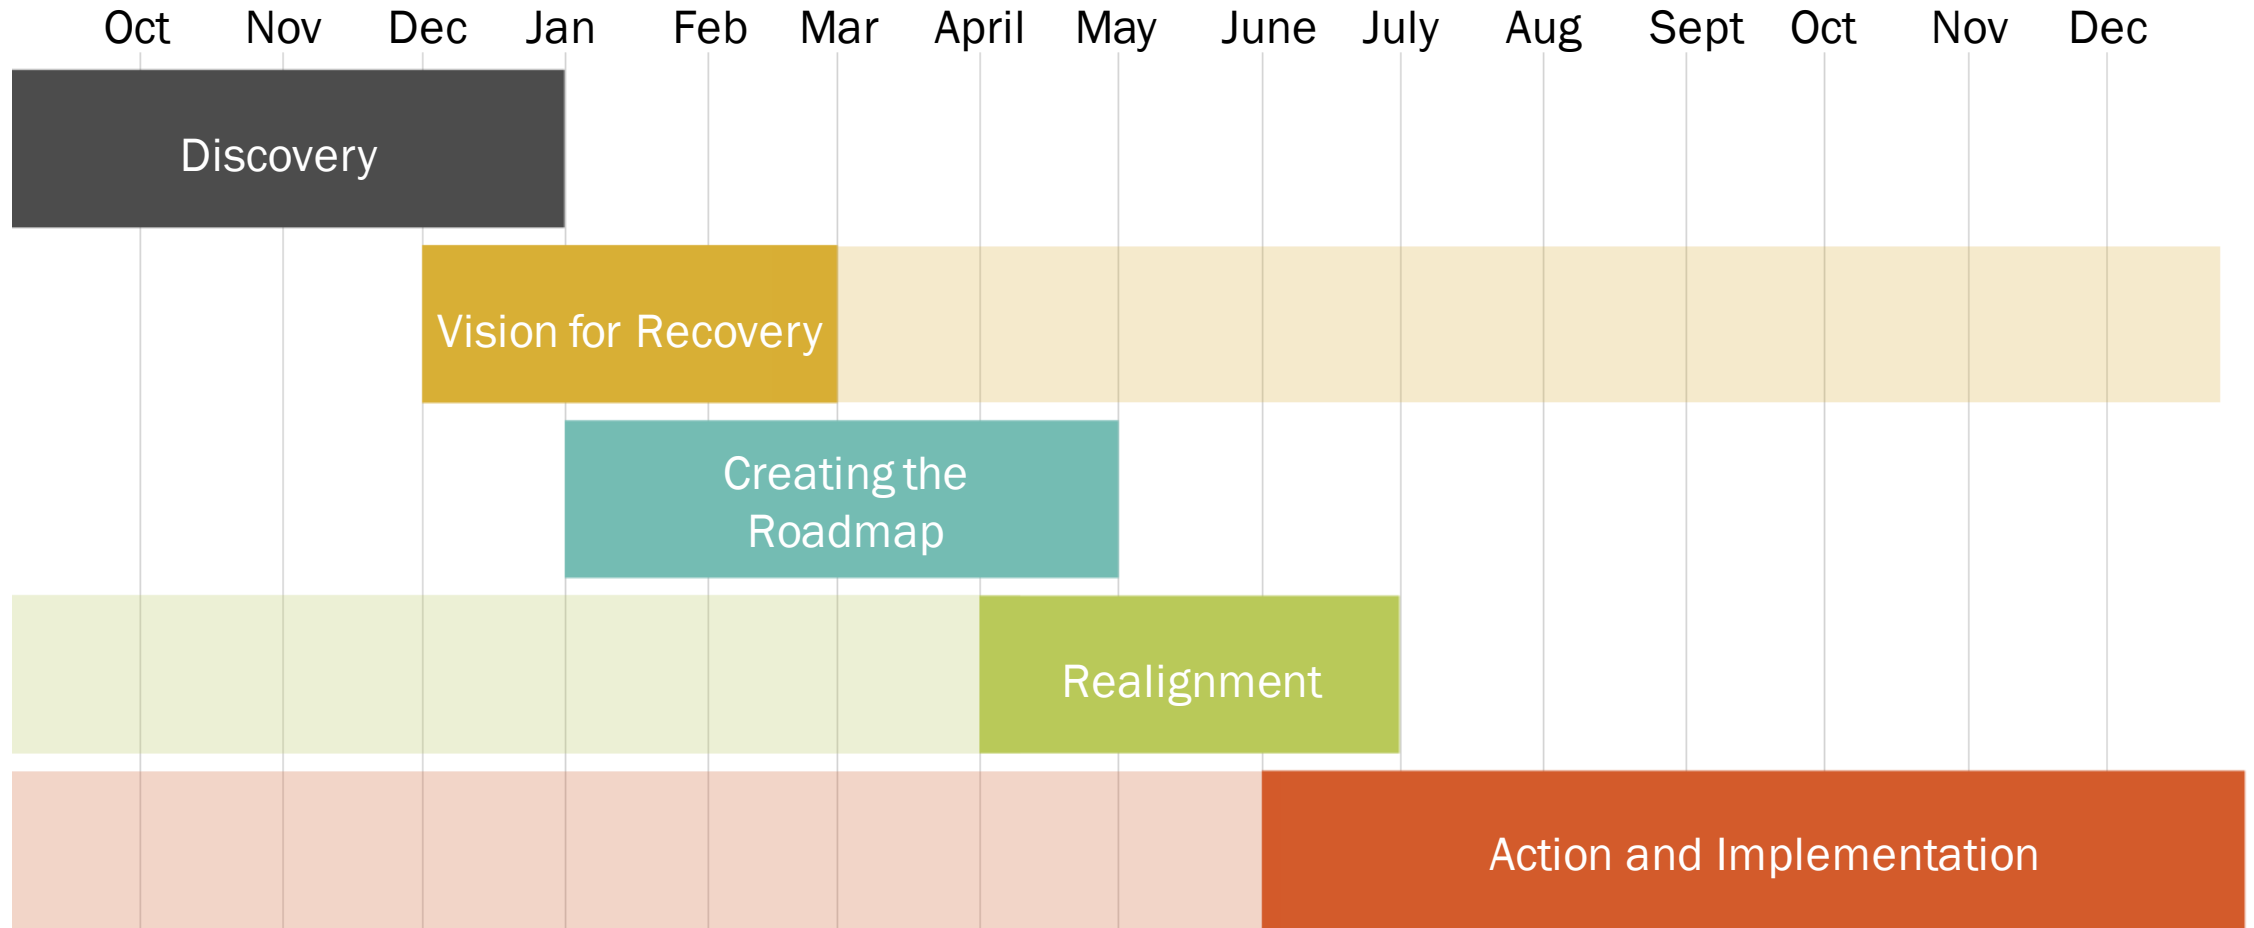 Oct Nov Dec Jan Feb Mar April May June July Aug Sept Oct Nov Dec
Discovery
Vision for Recovery
Creating the
Roadmap
Realignment
Action and Implementation